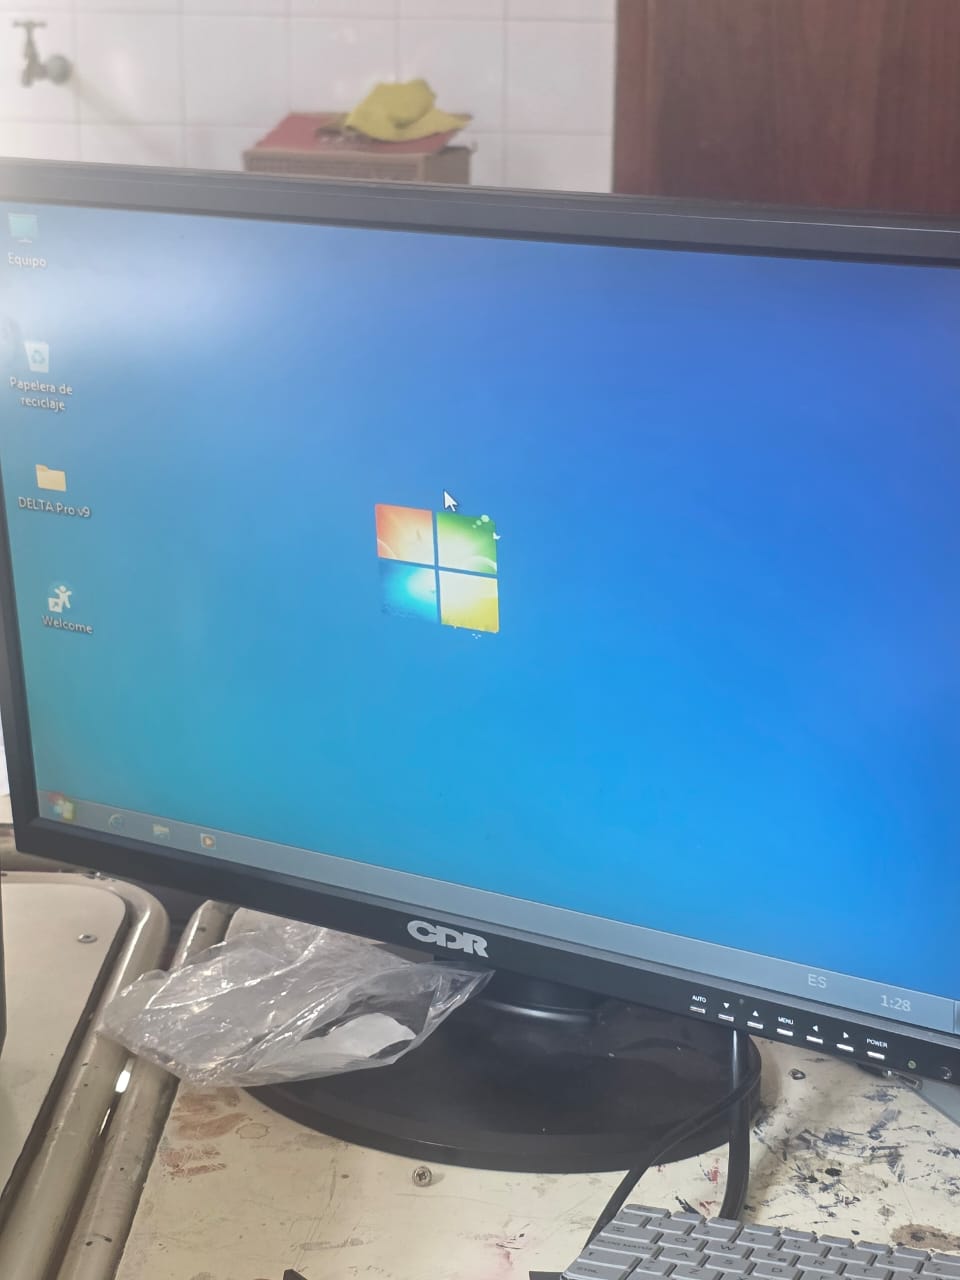 Equipo
Papelera de
reciclaje
DELTA Pro v9
Welcome
CDR
ES
1:28
AUTO
MENU
POWER